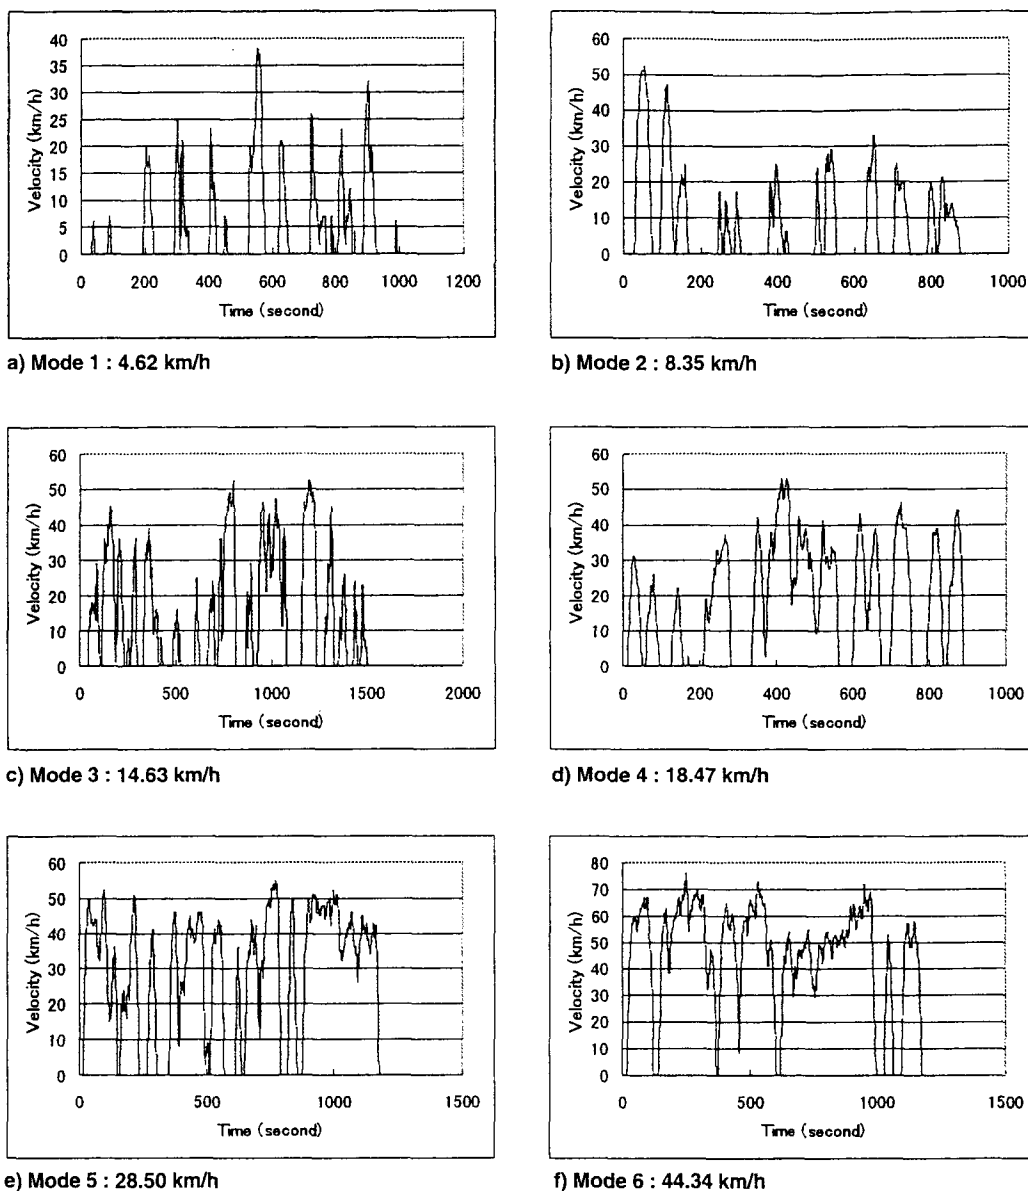 40
35
30
25
20
15
10
5
0
Velocity (km/h)
0 200 400 600 800 1000 1200
Time (second)
a) Mode 1 : 4.62 km/h
60
50
40
30
20
10
0
Velocity (km/h)
0 200 400 600 800 1000
Time (second)
b) Mode 2 : 8.35 km/h
60
50
40
30
20
10
0
Velocity (km/h)
0 500 1000 1500 2000
Time (second)
c) Mode 3 : 14.63 km/h
60
50
40
30
20
10
0
Velocity (km/h)
0 200 400 600 800 1000
Time (second)
d) Mode 4 : 18.47 km/h
60
50
40
30
20
10
0
Velocity (km/h)
0 500 1000 1500
Time (second)
e) Mode 5 : 28.50 km/h
80
70
60
50
40
30
20
10
0
Velocity (km/h)
0 500 1000 1500
Time (second)
f) Mode 6 : 44.34 km/h